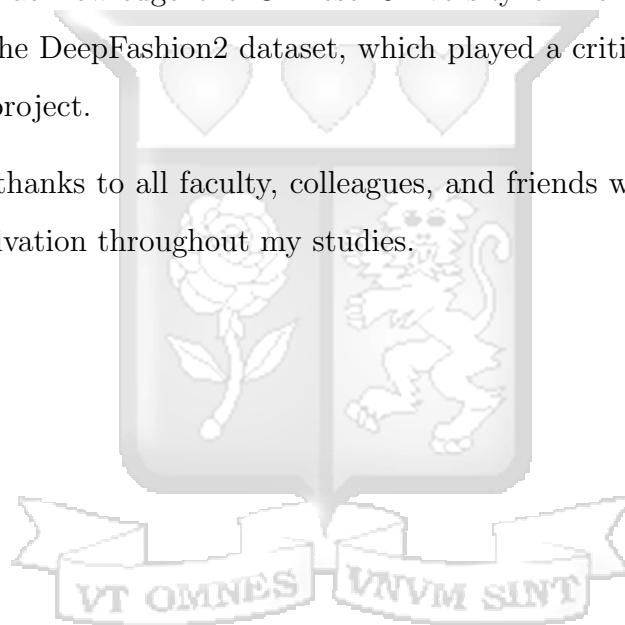 he DeepFashion2 dataset, which played a criti
project.
thanks to all faculty, colleagues, and friends w
ivation throughout my studies.
VT OMNES VNVM SINT